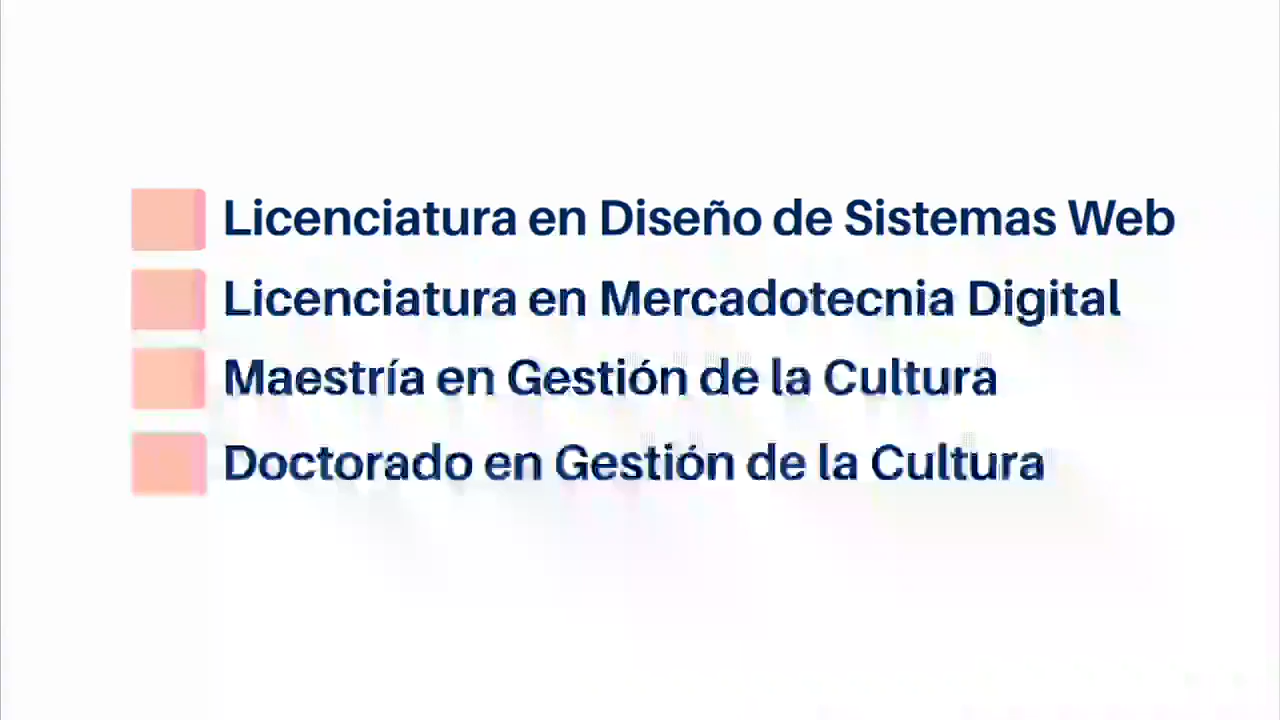 Licenciatura en Diseño de Sistemas Web
Licenciatura en Mercadotecnia Digital
Maestría en Gestión de la Cultura
Doctorado en Gestión de la Cultura